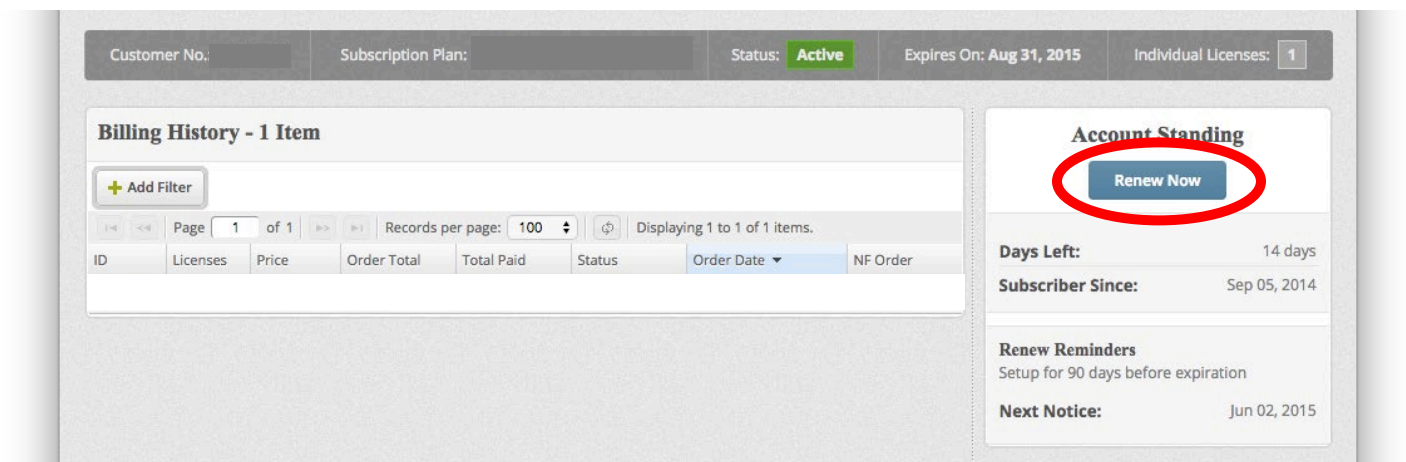 Customer No.: Subscription Plan: Status: Active Expires On: Aug 31, 2015 Individual Licenses: 1
Billing History - 1 Item
Add Filter
Page 1 of 1 Records per page: 100 Displaying 1 to 1 of 1 items.
ID Licenses Price Order Total Total Paid Status Order Date NF Order
Account Standing
Renew Now
Days Left: 14 days
Subscriber Since: Sep 05, 2014
Renew Reminders
Setup for 90 days before expiration
Next Notice: Jun 02, 2015